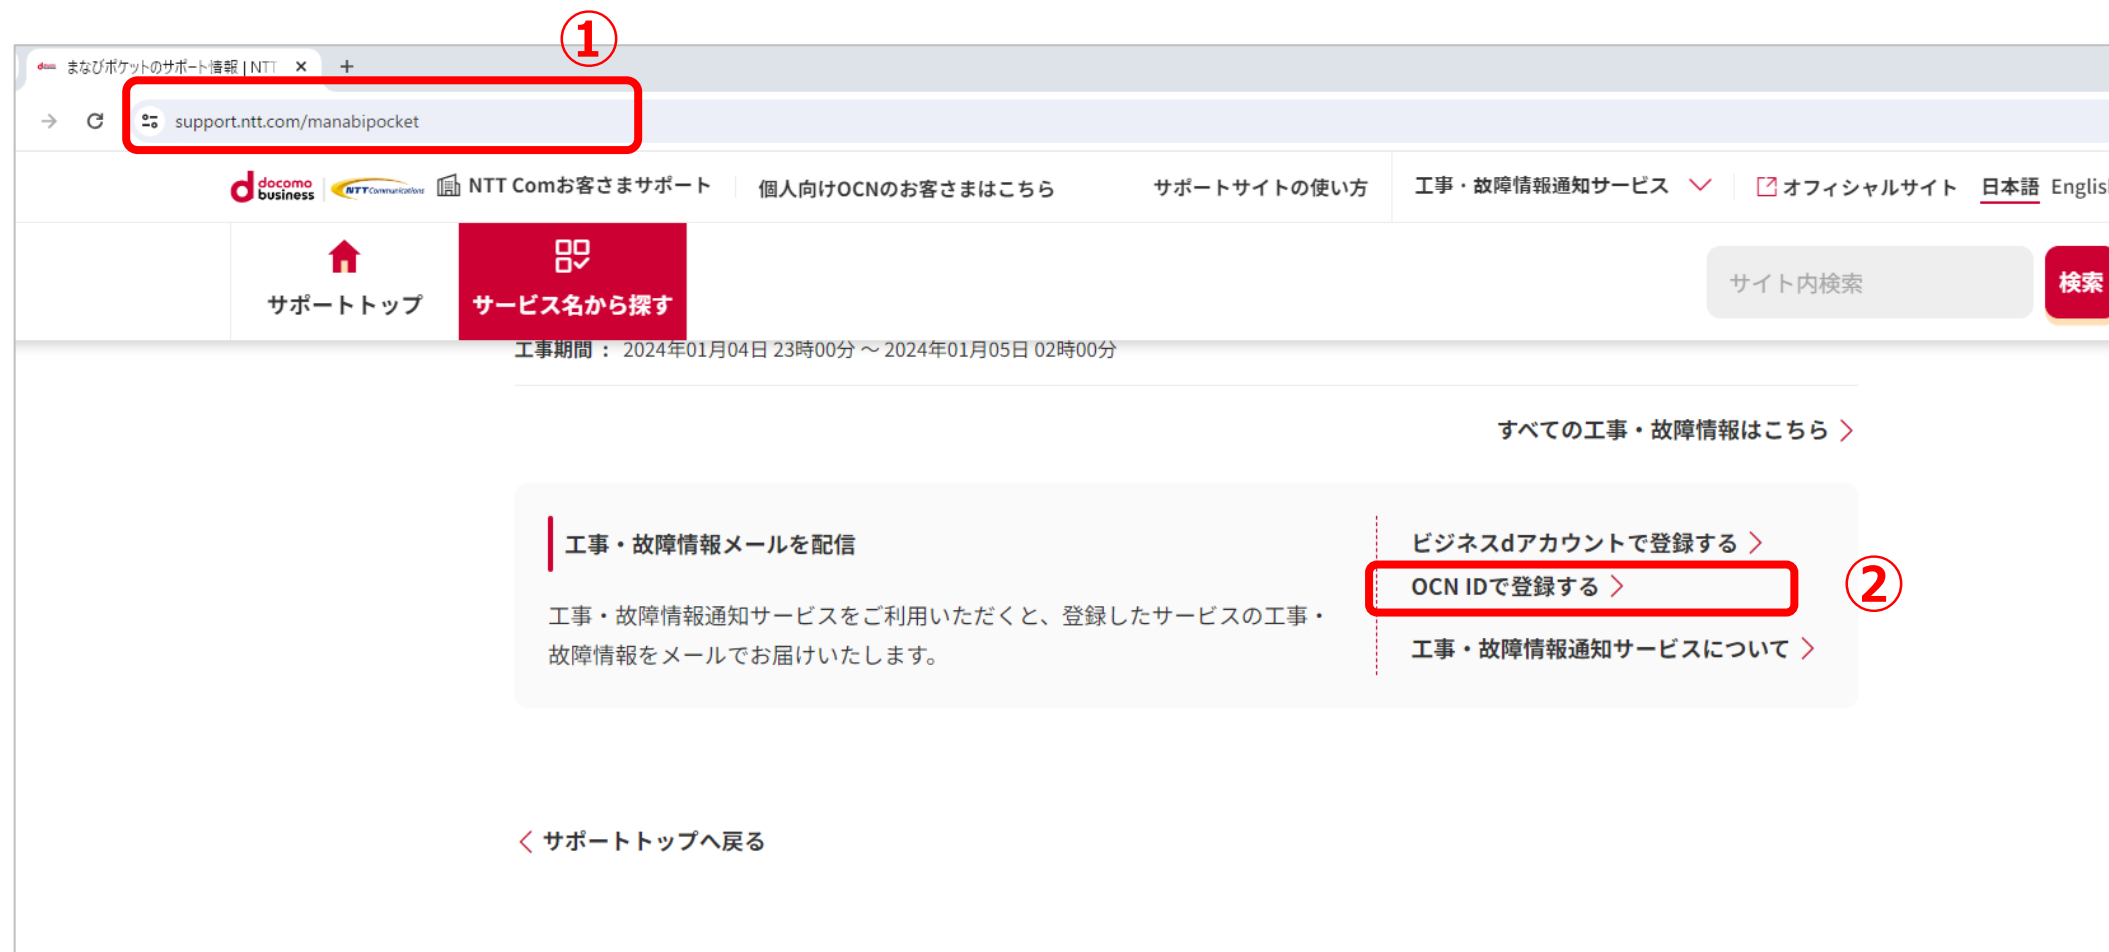 ①
まなびポケットのサポート情報 | NTT
support.ntt.com/manabipocket
docomo business NTT Communications NTT Comお客さまサポート 個人向けOCNのお客さまはこちら サポートサイトの使い方 工事・故障情報通知サービス オフィシャルサイト 日本語 English
サポートトップ サービス名から探す サイト内検索 検索
工事期間 : 2024年01月04日 23時00分 ～ 2024年01月05日 02時00分
すべての工事・故障情報はこちら
工事・故障情報メールを配信
工事・故障情報通知サービスをご利用いただくと、登録したサービスの工事・
故障情報をメールでお届けいたします。
ビジネスdアカウントで登録する
OCN IDで登録する
②
工事・故障情報通知サービスについて
サポートトップへ戻る